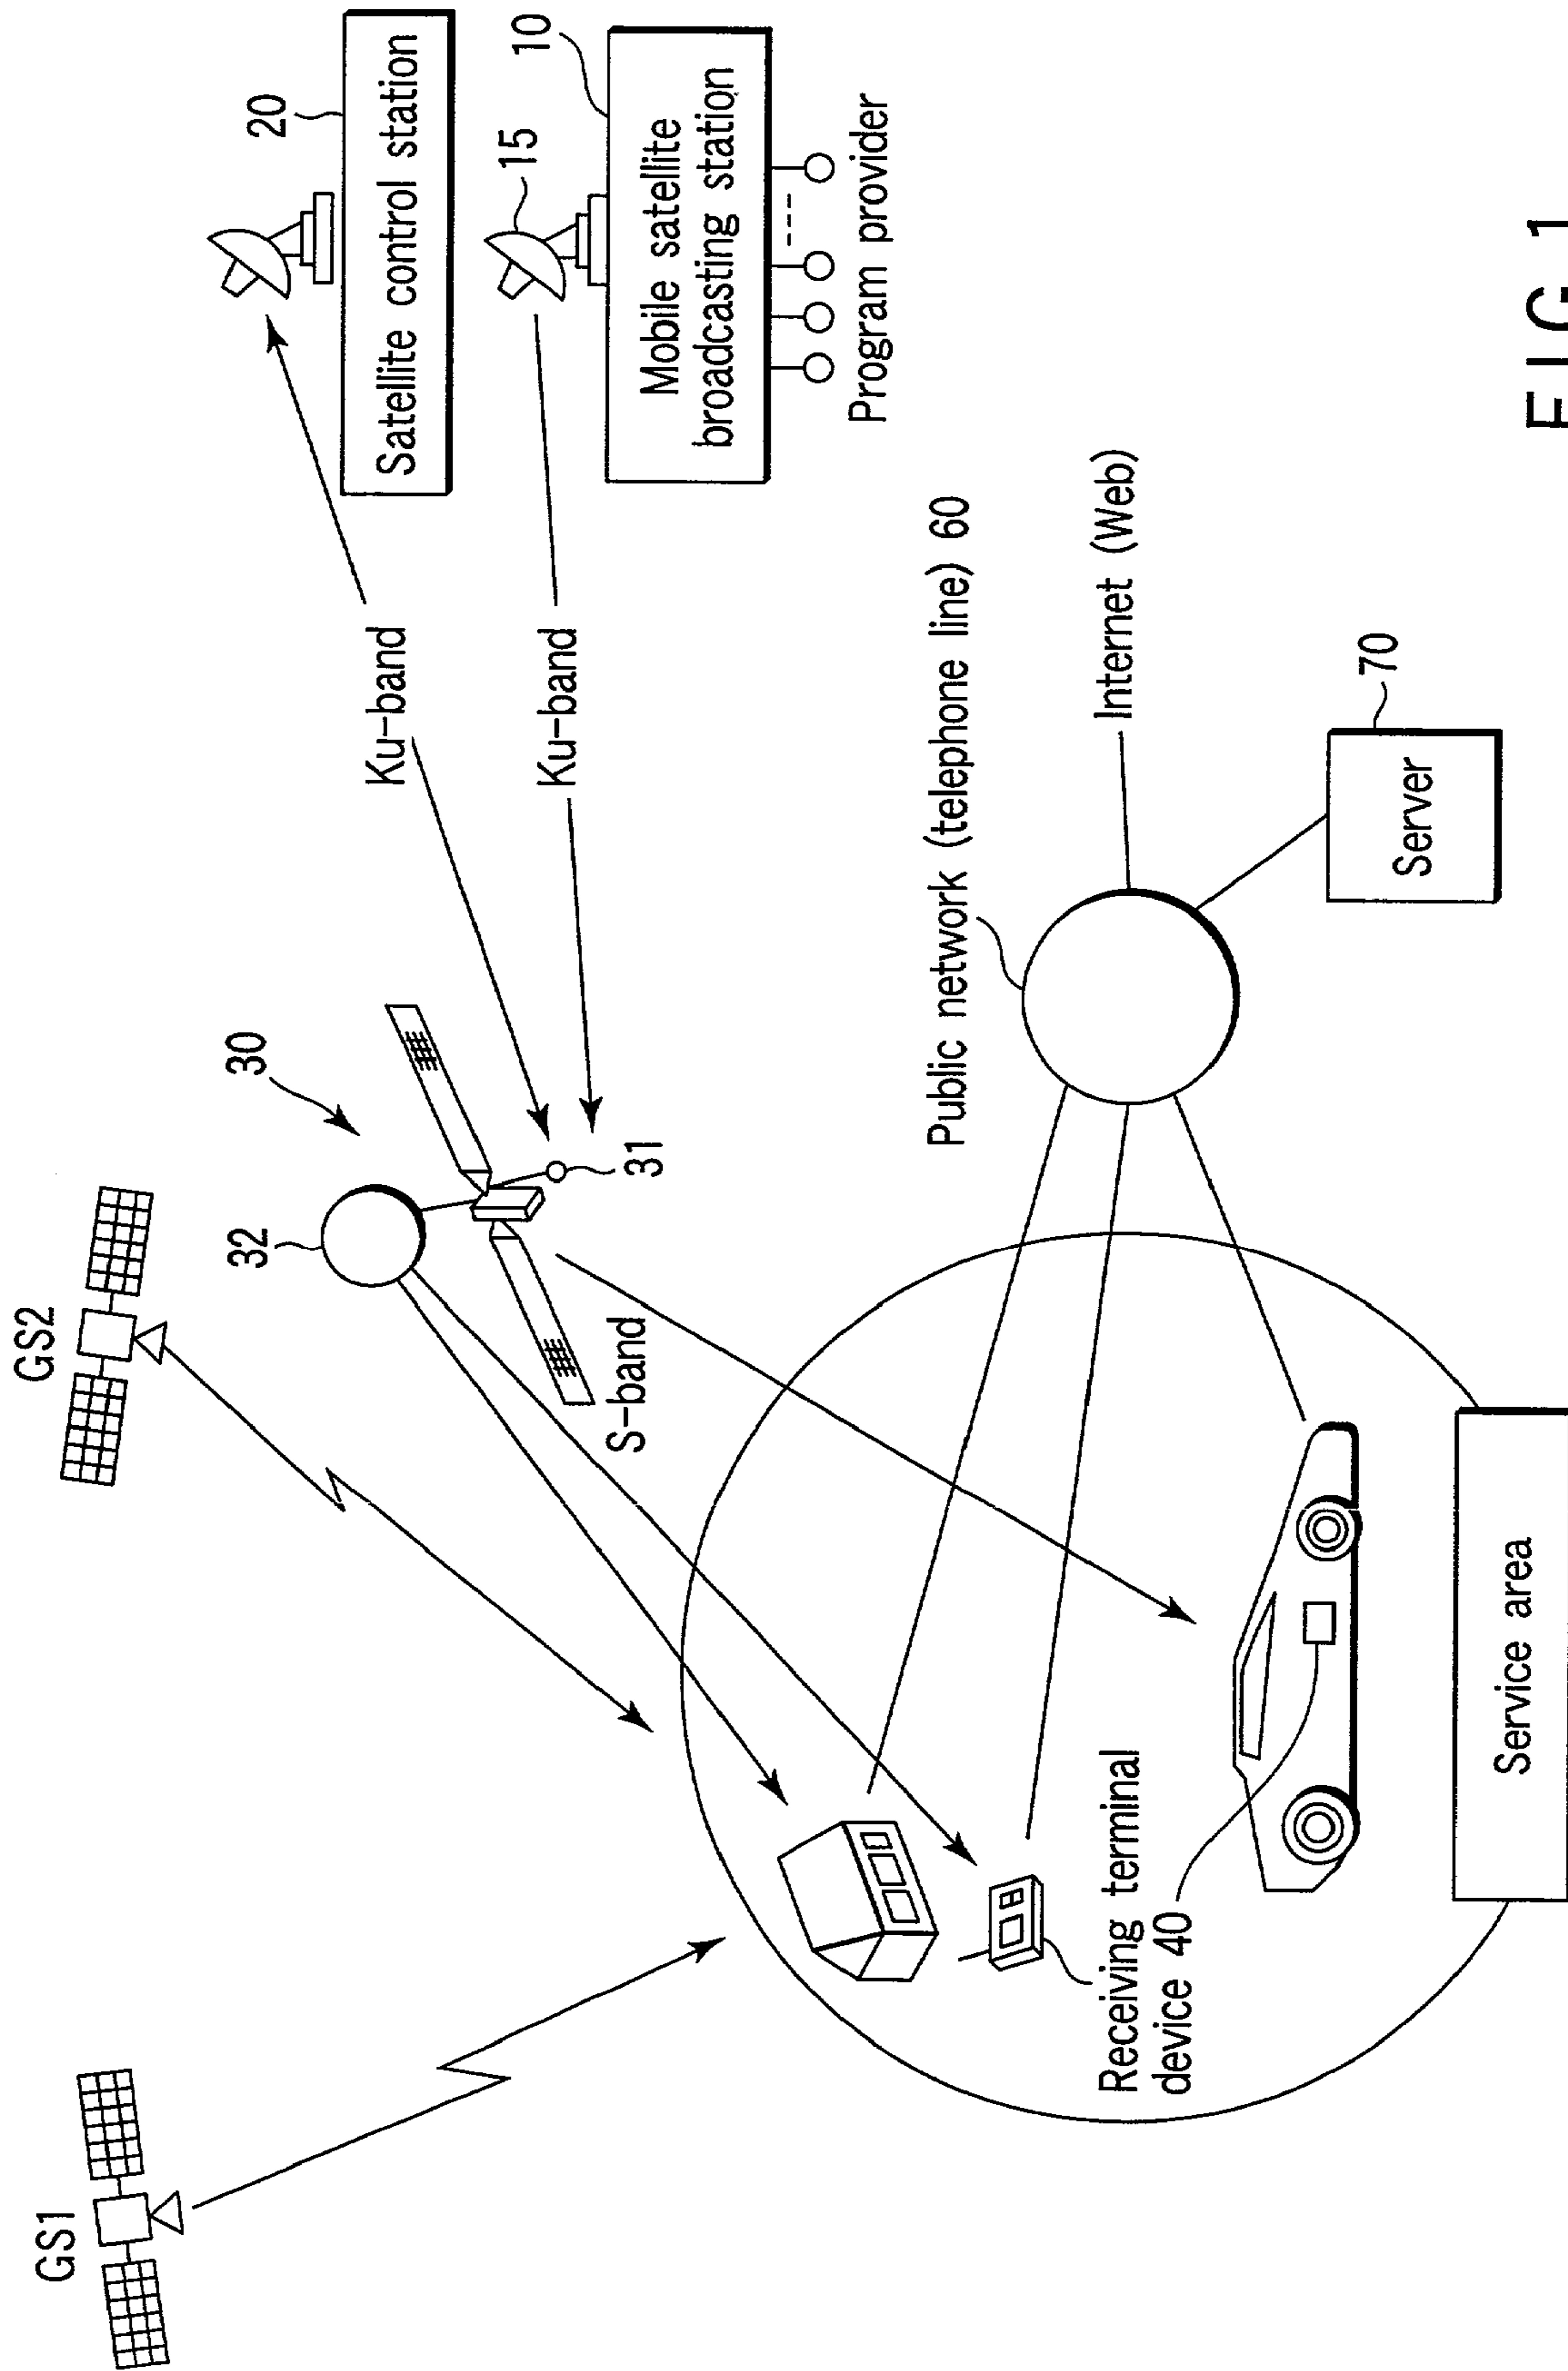 GS1
GS2
32
30
31
S-band
Ku-band
Ku-band
20
Satellite control station
15
10
Mobile satellite
broadcasting station
Program provider
Public network (telephone line) 60
Internet (Web)
70
Server
Receiving terminal
device 40
Service area
FIG. 1